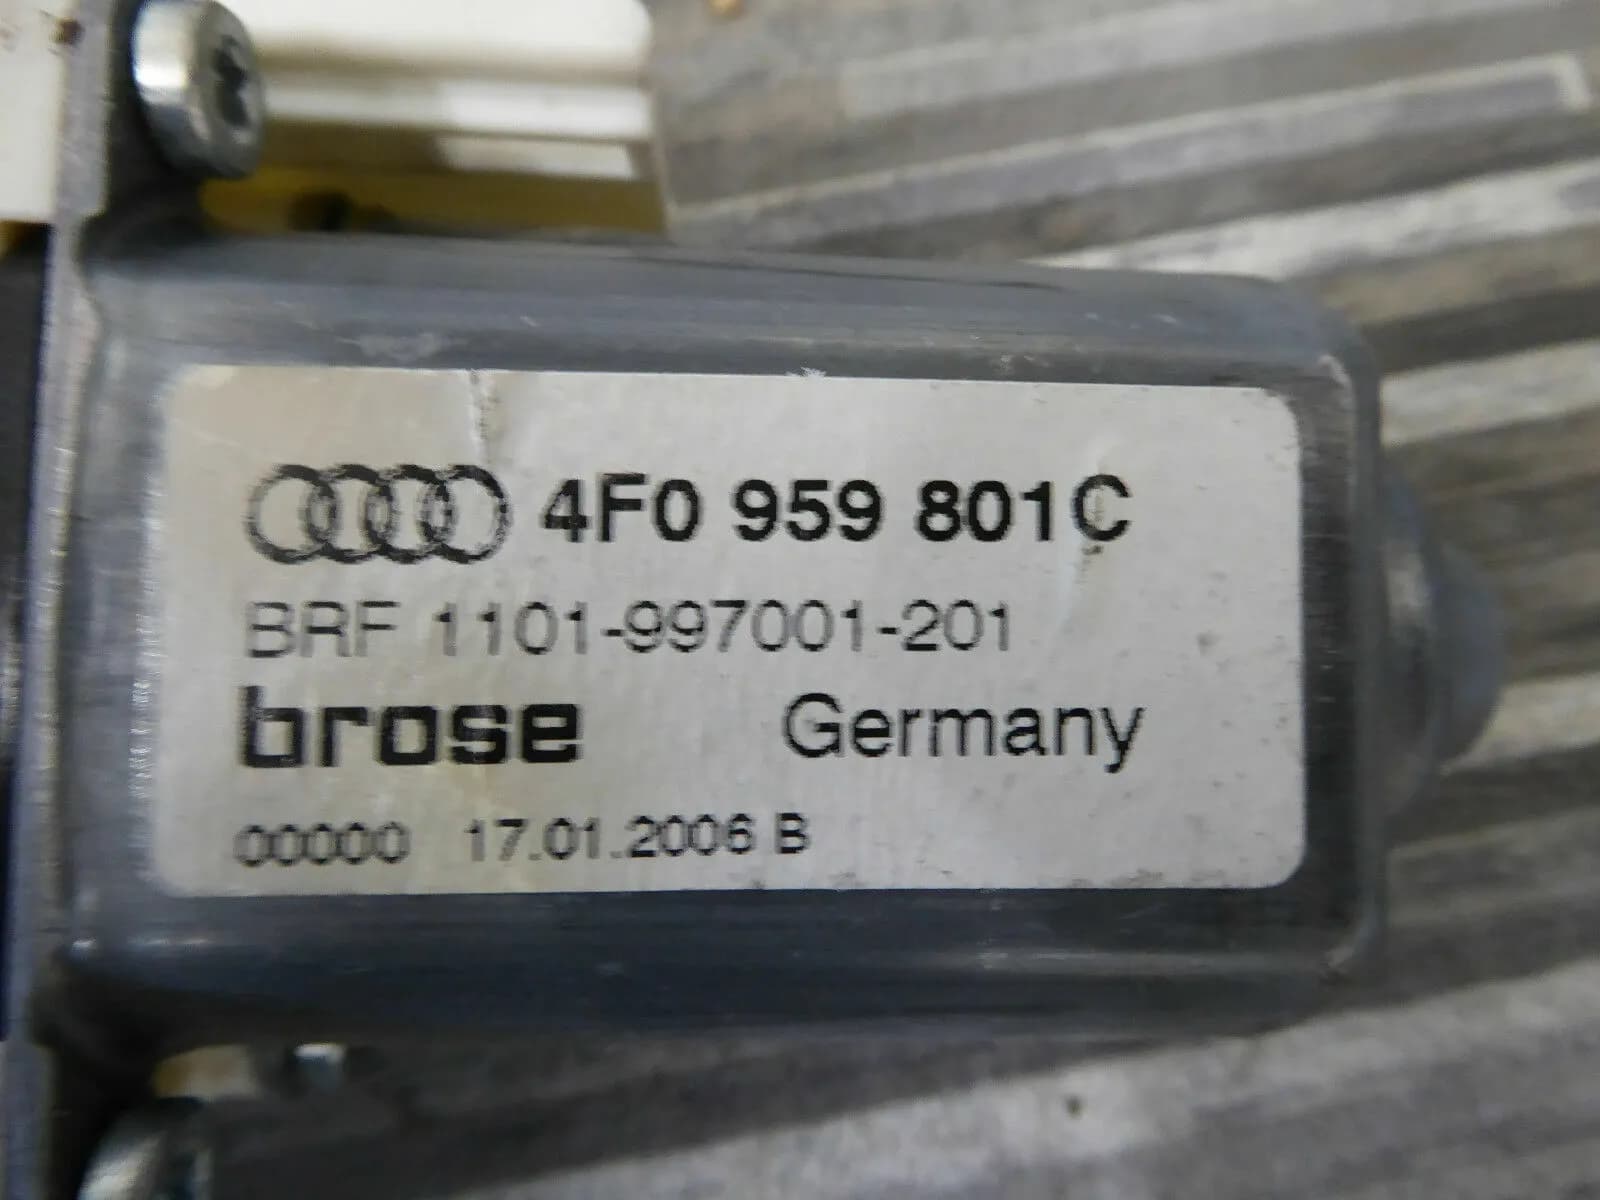 4F0 959 801C
BRF 1101-997001-201
brose Germany
00000 17.01.2006 B